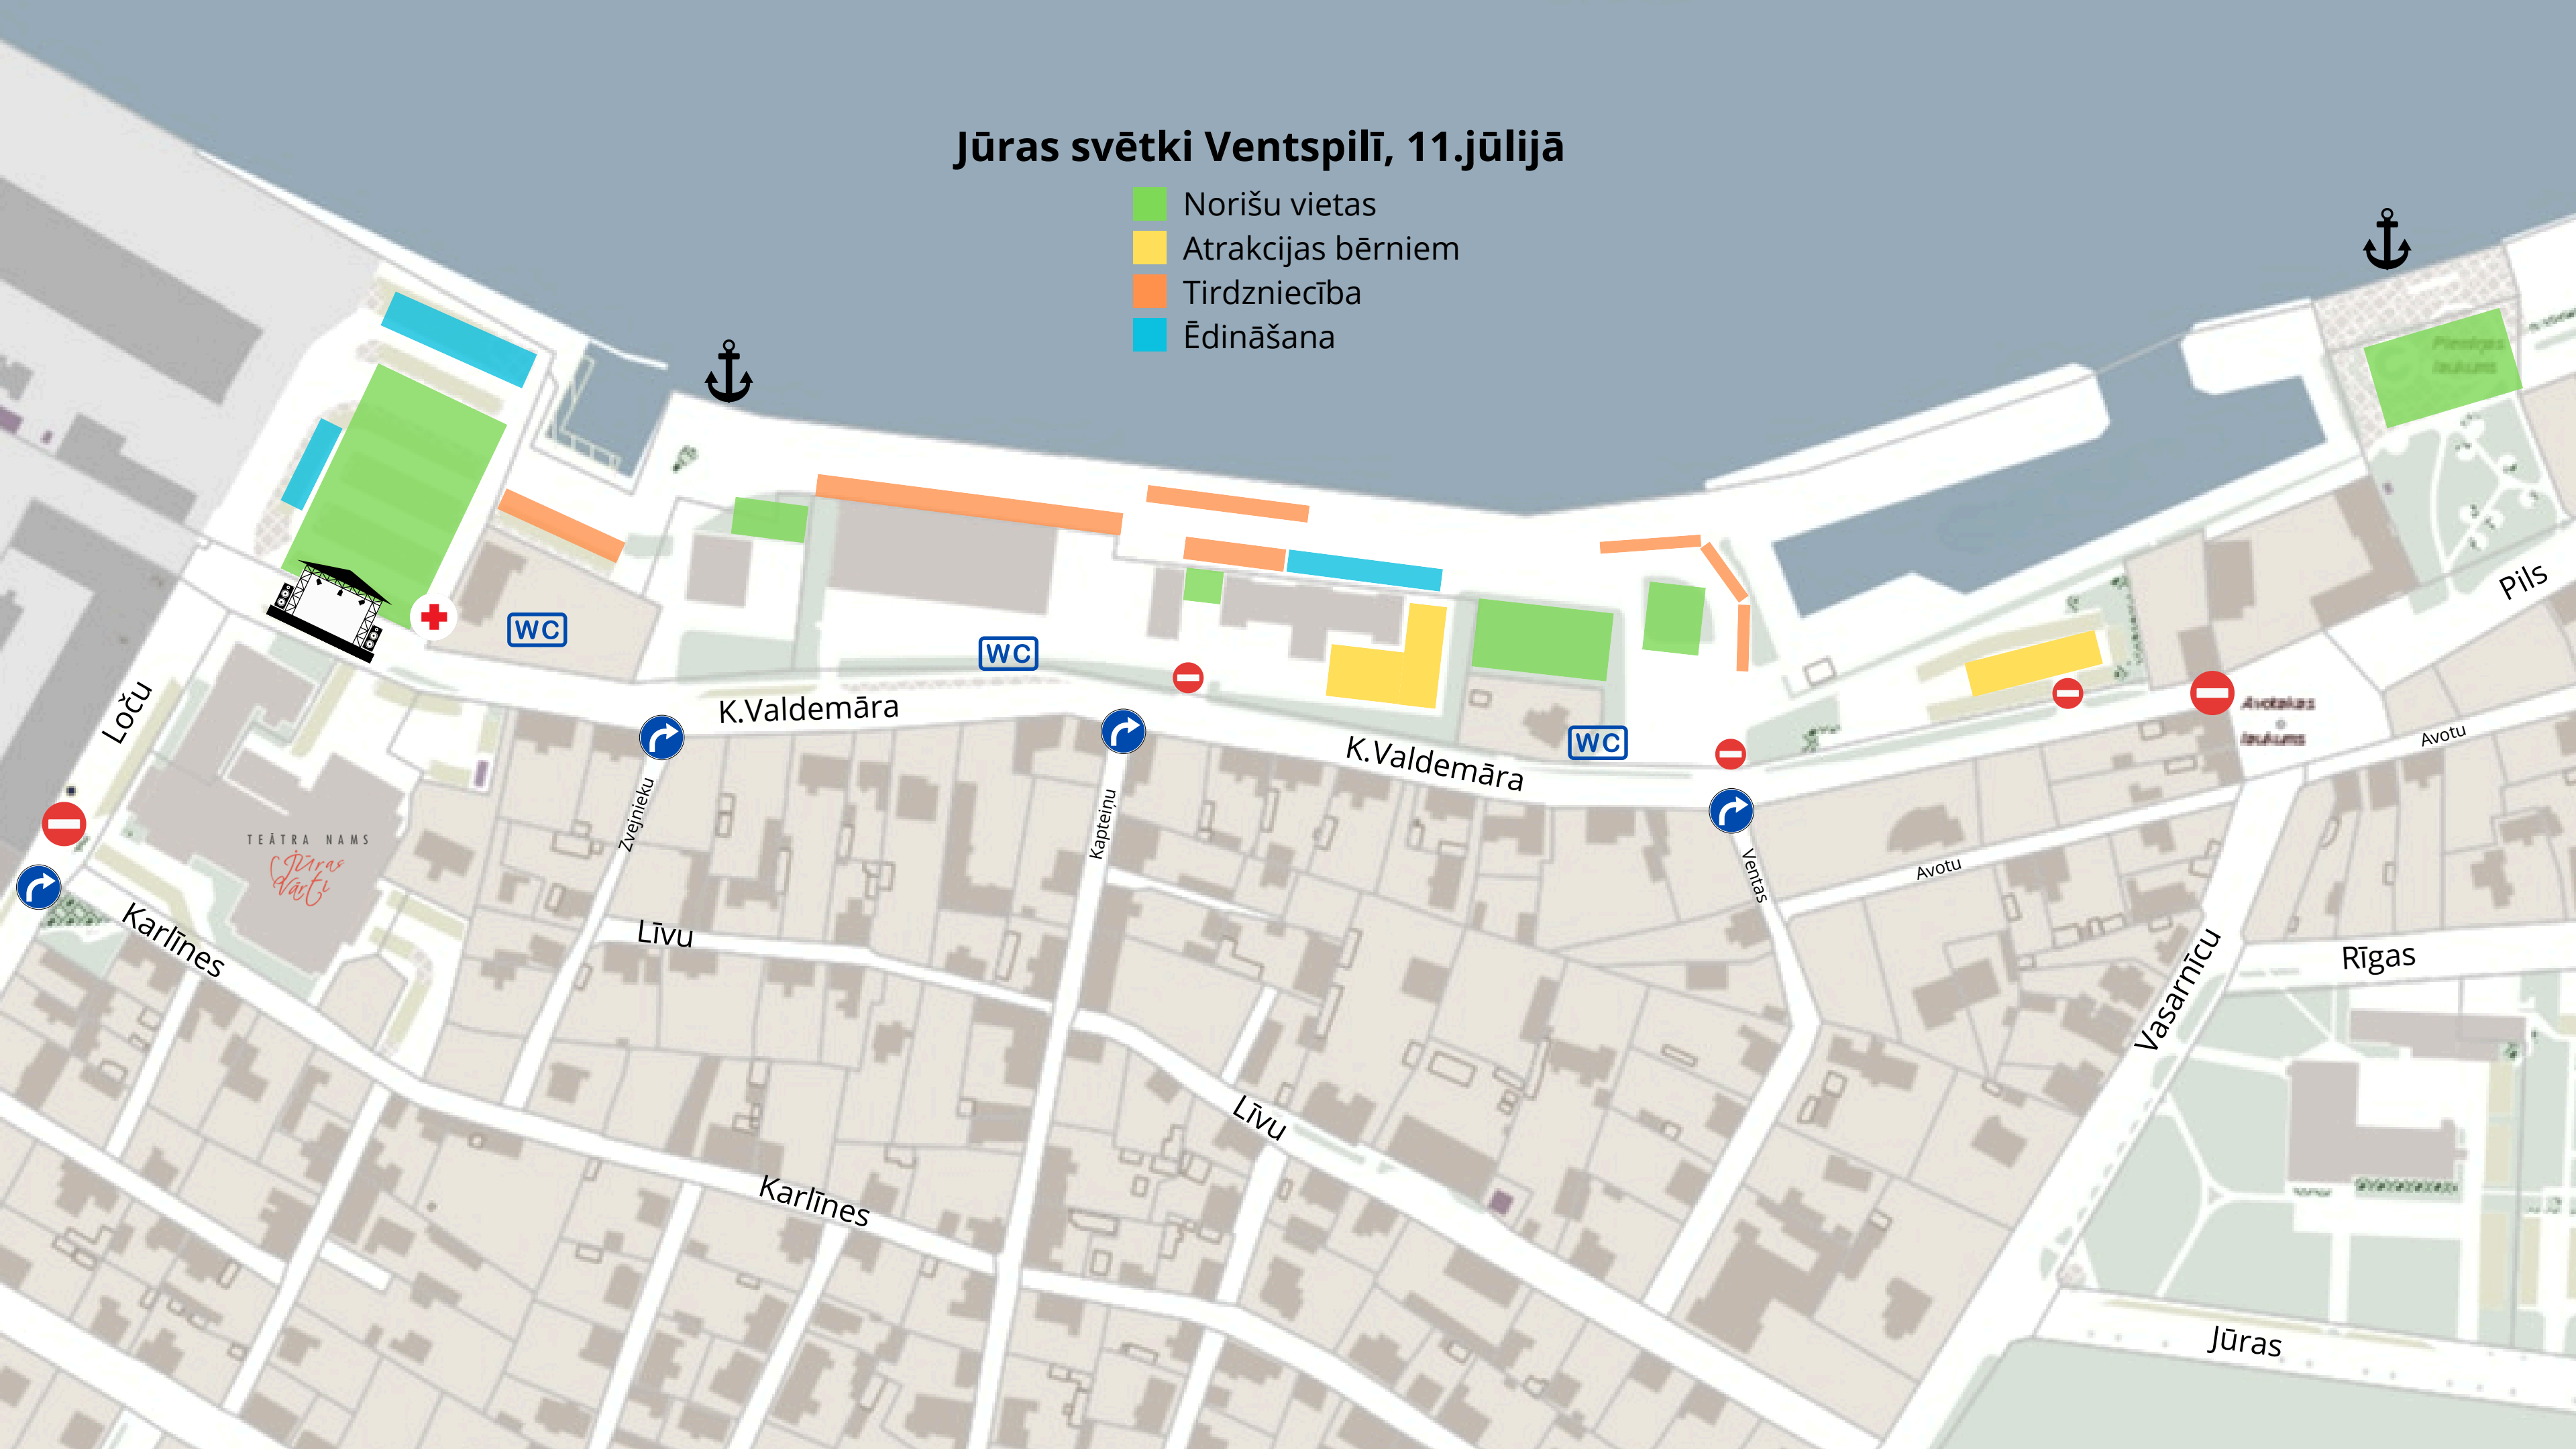 Jūras svētki Ventspilī, 11.jūlijā
Norišu vietas
Atrakcijas bērniem
Tirdzniecība
Ēdināšana
Pils
WC
WC
WC
K.Valdemāra
K.Valdemāra
Loču
Zvejnieku
Kapteiņu
Ventas
Avotu
Avotu
TEĀTRA NAMS
Jūras
Vārti
Karlīnes
Līvu
Rīgas
Vasarnīcu
Līvu
Karlīnes
Jūras